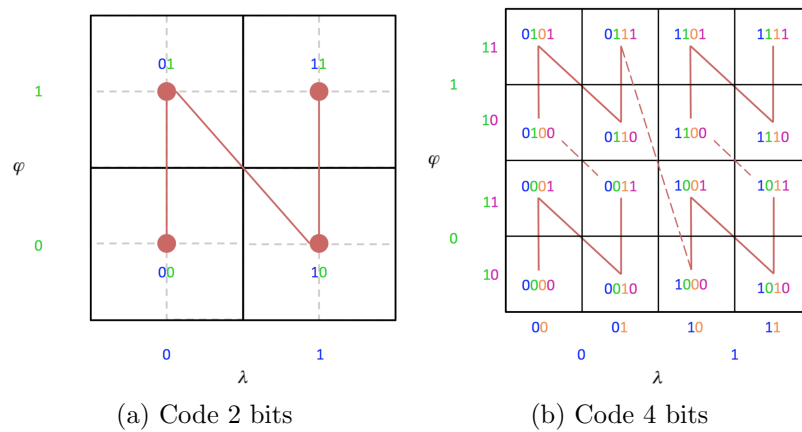 01 11
1
φ
0
00 10
0 1
λ
(a) Code 2 bits
11 0101 0111 1101 1111
1
10 0100 0110 1100 1110
φ
11 0001 0011 1001 1011
0
10 0000 0010 1000 1010
00 01 10 11
0 1
λ
(b) Code 4 bits